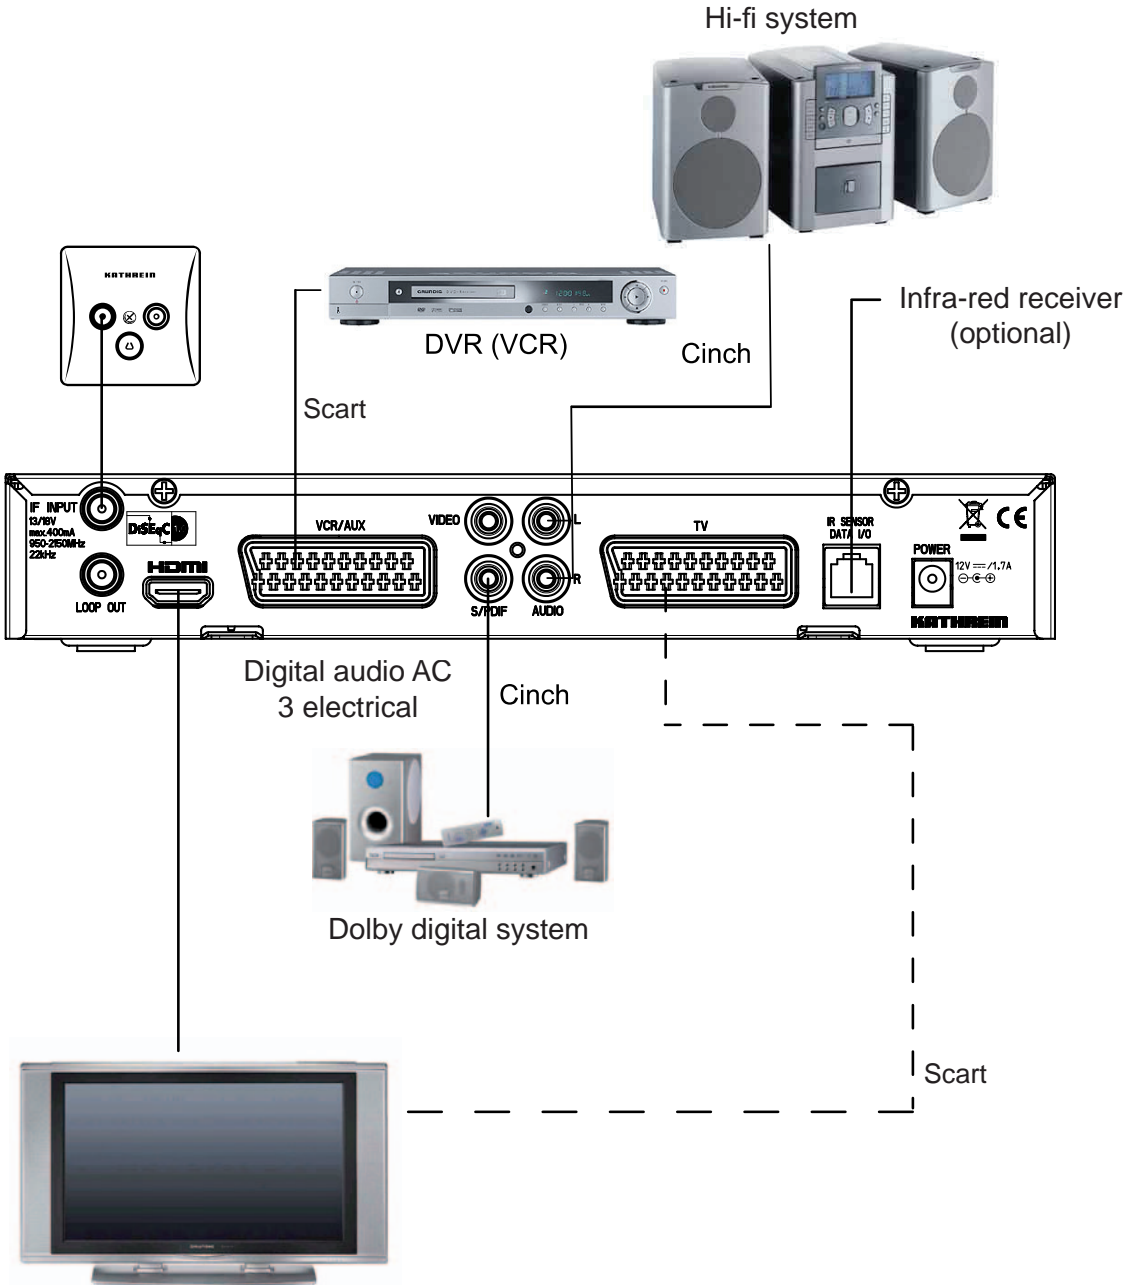 Hi-fi system
KATHREIN
GRUNDIG
DVR (VCR)
Cinch
Infra-red receiver
(optional)
Scart
IF INPUT
13/18V
max.400mA
950-2150MHz
22kHz
DiSEqC
LOOP OUT
HDMI
VCR/AUX
VIDEO
L
R
S/PDIF
AUDIO
TV
IR SENSOR
DATA I/O
POWER
12V⎓/1.7A
CE
KATHREIN
Digital audio AC
3 electrical
Cinch
Dolby digital system
Scart